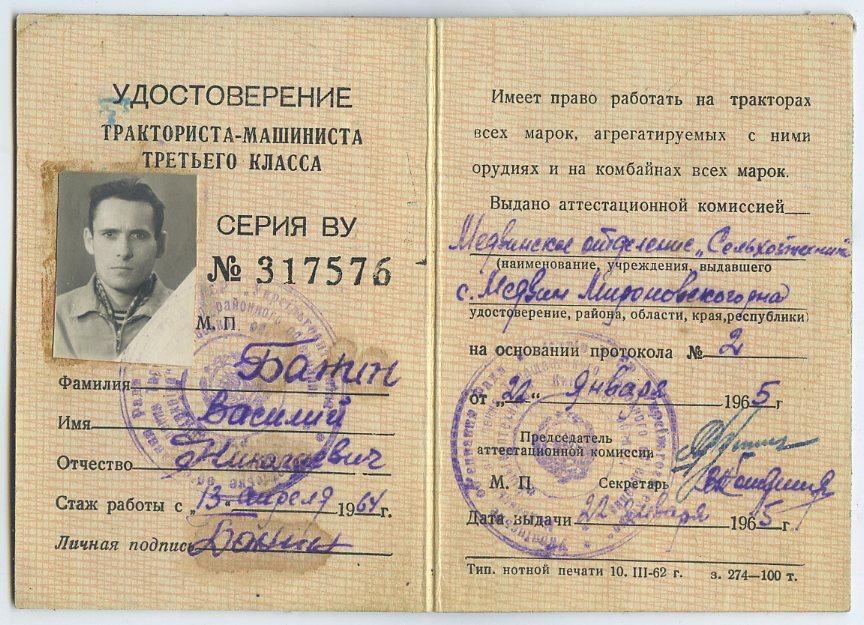 УДОСТОВЕРЕНИЕ
ТРАКТОРИСТА-МАШИНИСТА
ТРЕТЬЕГО КЛАССА
СЕРИЯ ВУ
№ 317576
М. П.
Фамилия Банин
Имя Василий
Отчество Николаевич
Стаж работы с „13“ апреля 1964 г.
Личная подпись Банин
Имеет право работать на тракторах
всех марок, агрегатируемых с ними
орудиях и на комбайнах всех марок.
Выдано аттестационной комиссией
Медвинское отделение „Сельхозтехники
(наименование, учреждения, выдавшего
с. Медвин Мироновского рна
удостоверение, района, области, края, республики)
на основании протокола № 2
от „22“ января 1965 г
Председатель
аттестационной комиссии
М. П. Секретарь
Дата выдачи 22 января 1965 г.
Тип. нотной печати 10. III-62 г. з. 274—100 т.